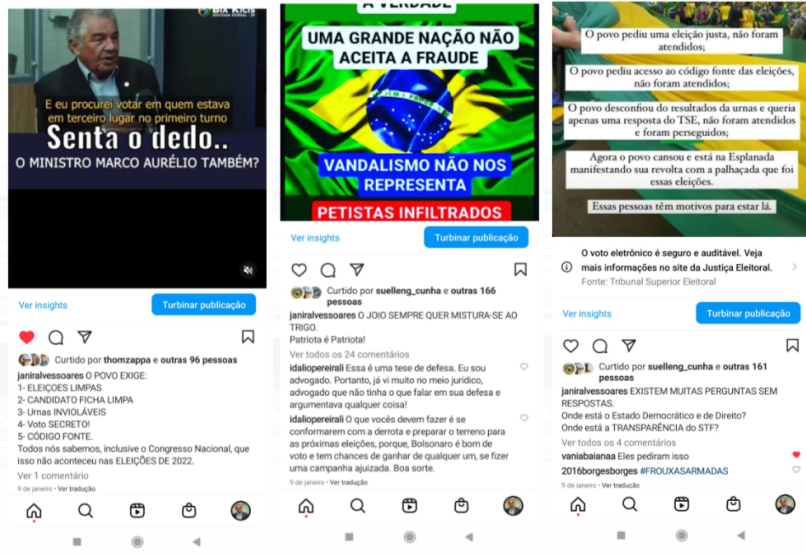 BIA KICIS
DEPUTADA FEDERAL - DF
E eu procurei votar em quem estava
em terceiro lugar no primeiro turno
Senta o dedo..
O MINISTRO MARCO AURÉLIO TAMBÉM?
Ver insights
Turbinar publicação
Curtido por thomzappa e outras 96 pessoas
janiralvessoares O POVO EXIGE:
1- ELEIÇOES LIMPAS
2- CANDIDATO FICHA LIMPA
3- Urnas INVIOLÁVEIS
4- Voto SECRETO!
5- CÓDIGO FONTE.
Todos nós sabemos, inclusive o Congresso Nacional, que
isso não aconteceu nas ELEIÇÕES DE 2022.
Ver 1 comentário
9 de janeiro • Ver tradução
A VERDADE
UMA GRANDE NAÇÃO NÃO
ACEITA A FRAUDE
VANDALISMO NÃO NOS
REPRESENTA
PETISTAS INFILTRADOS
Ver insights
Turbinar publicação
Curtido por suelleng_cunha e outras 166
pessoas
janiralvessoares O JOIO SEMPRE QUER MISTURA-SE AO
TRIGO.
Patriota é Patriota!
Ver todos os 24 comentários
idaliopereirali Essa é uma tese de defesa. Eu sou
advogado. Portanto, já vi muito no meio jurídico,
advogado que não tinha o que falar em sua defesa e
argumentava qualquer coisa!
idaliopereirali O que vocês devem fazer é se
conformarem com a derrota e preparar o terreno para
as próximas eleições, porque, Bolsonaro é bom de
voto e tem chances de ganhar de qualquer um, se fizer
uma campanha ajuizada. Boa sorte.
9 de janeiro • Ver tradução
O povo pediu uma eleição justa, não foram
atendidos;
O povo pediu acesso ao código fonte das eleições,
não foram atendidos;
O povo desconfiou do resultados da urnas e queria
apenas uma resposta do TSE, não foram atendidos
e foram perseguidos;
Agora o povo cansou e está na Esplanada
manifestando sua revolta com a palhaçada que foi
essas eleições.
Essas pessoas têm motivos para estar lá.
O voto eletrônico é seguro e auditável. Veja
mais informações no site da Justiça Eleitoral.
Fonte: Tribunal Superior Eleitoral
Ver insights
Turbinar publicação
Curtido por suelleng_cunha e outras 161
pessoas
janiralvessoares EXISTEM MUITAS PERGUNTAS SEM
RESPOSTAS.
Onde está o Estado Democrático e de Direito?
Onde está a TRANSPARÊNCIA do STF?
Ver todos os 4 comentários
vaniabaianaa Eles pediram isso
2016borgesborges #FROUXASARMADAS
9 de janeiro • Ver tradução